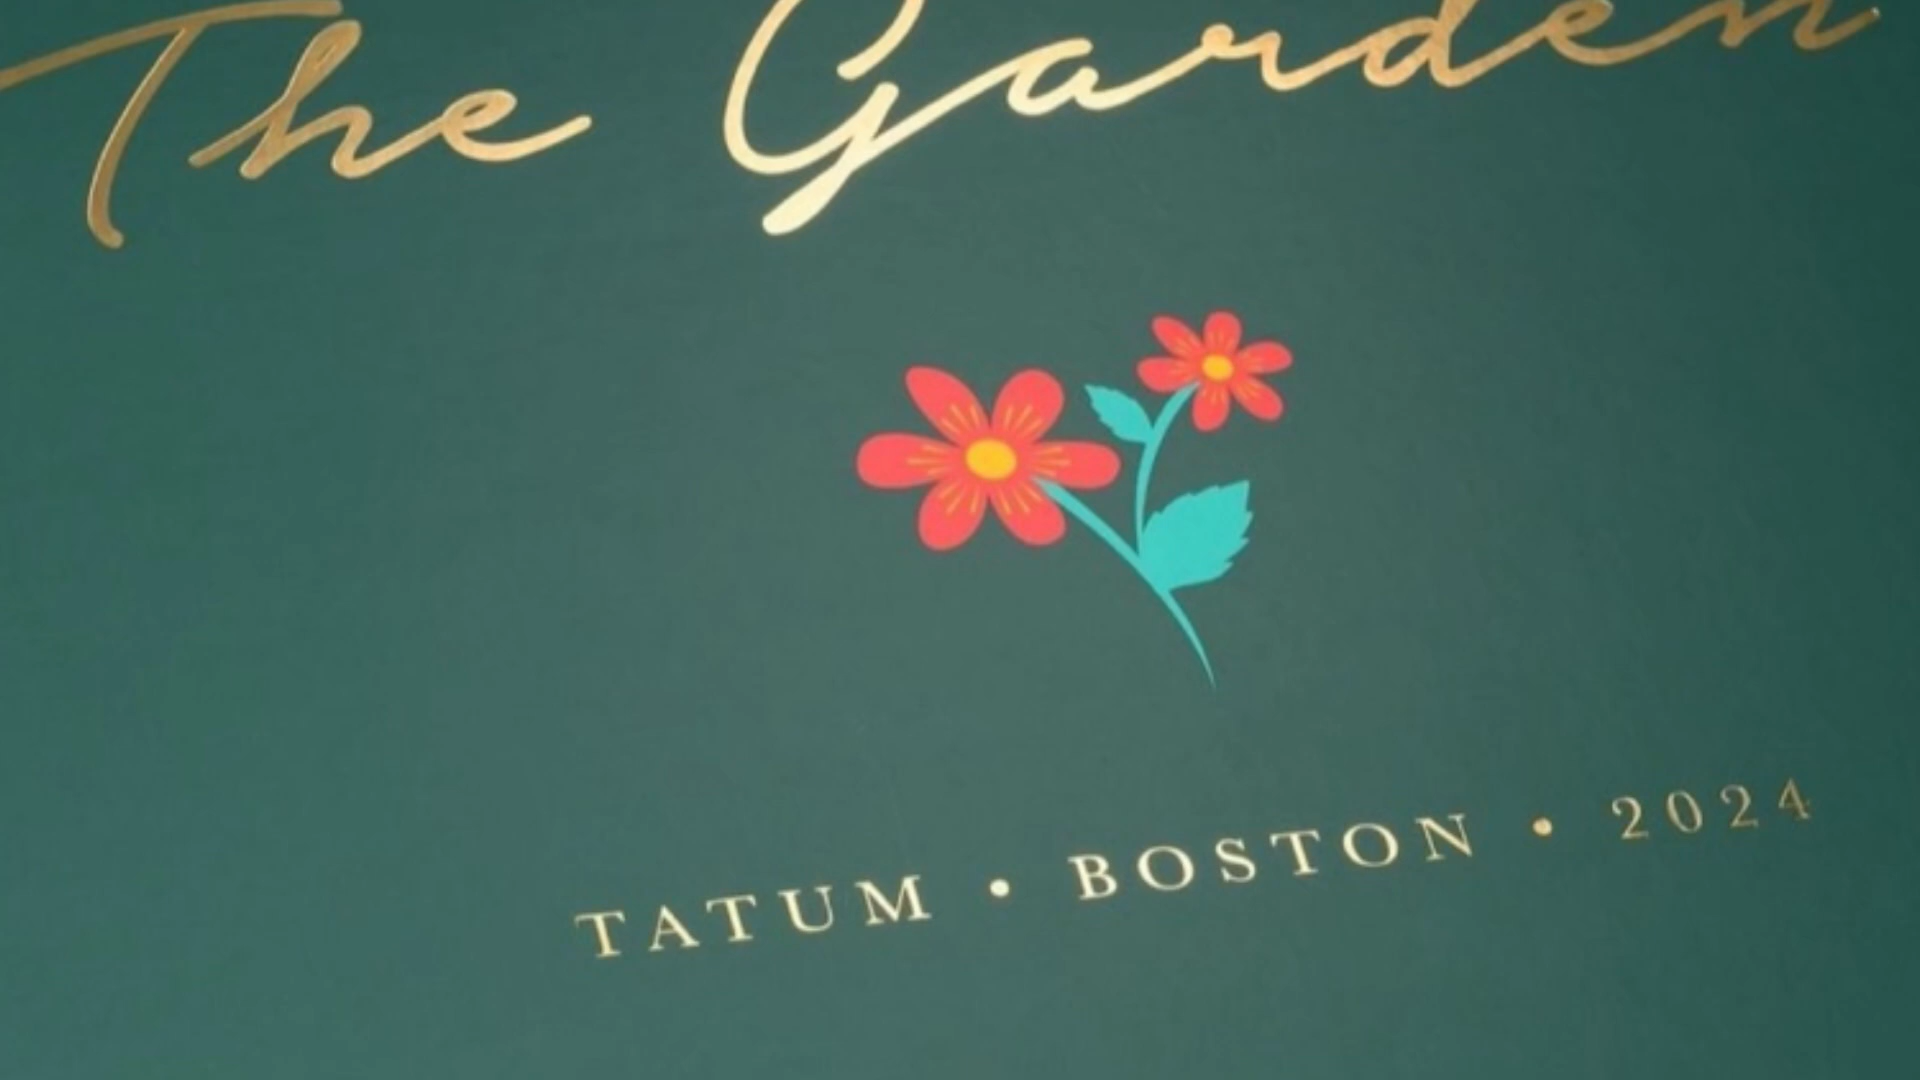 The Garden
TATUM • BOSTON • 2024